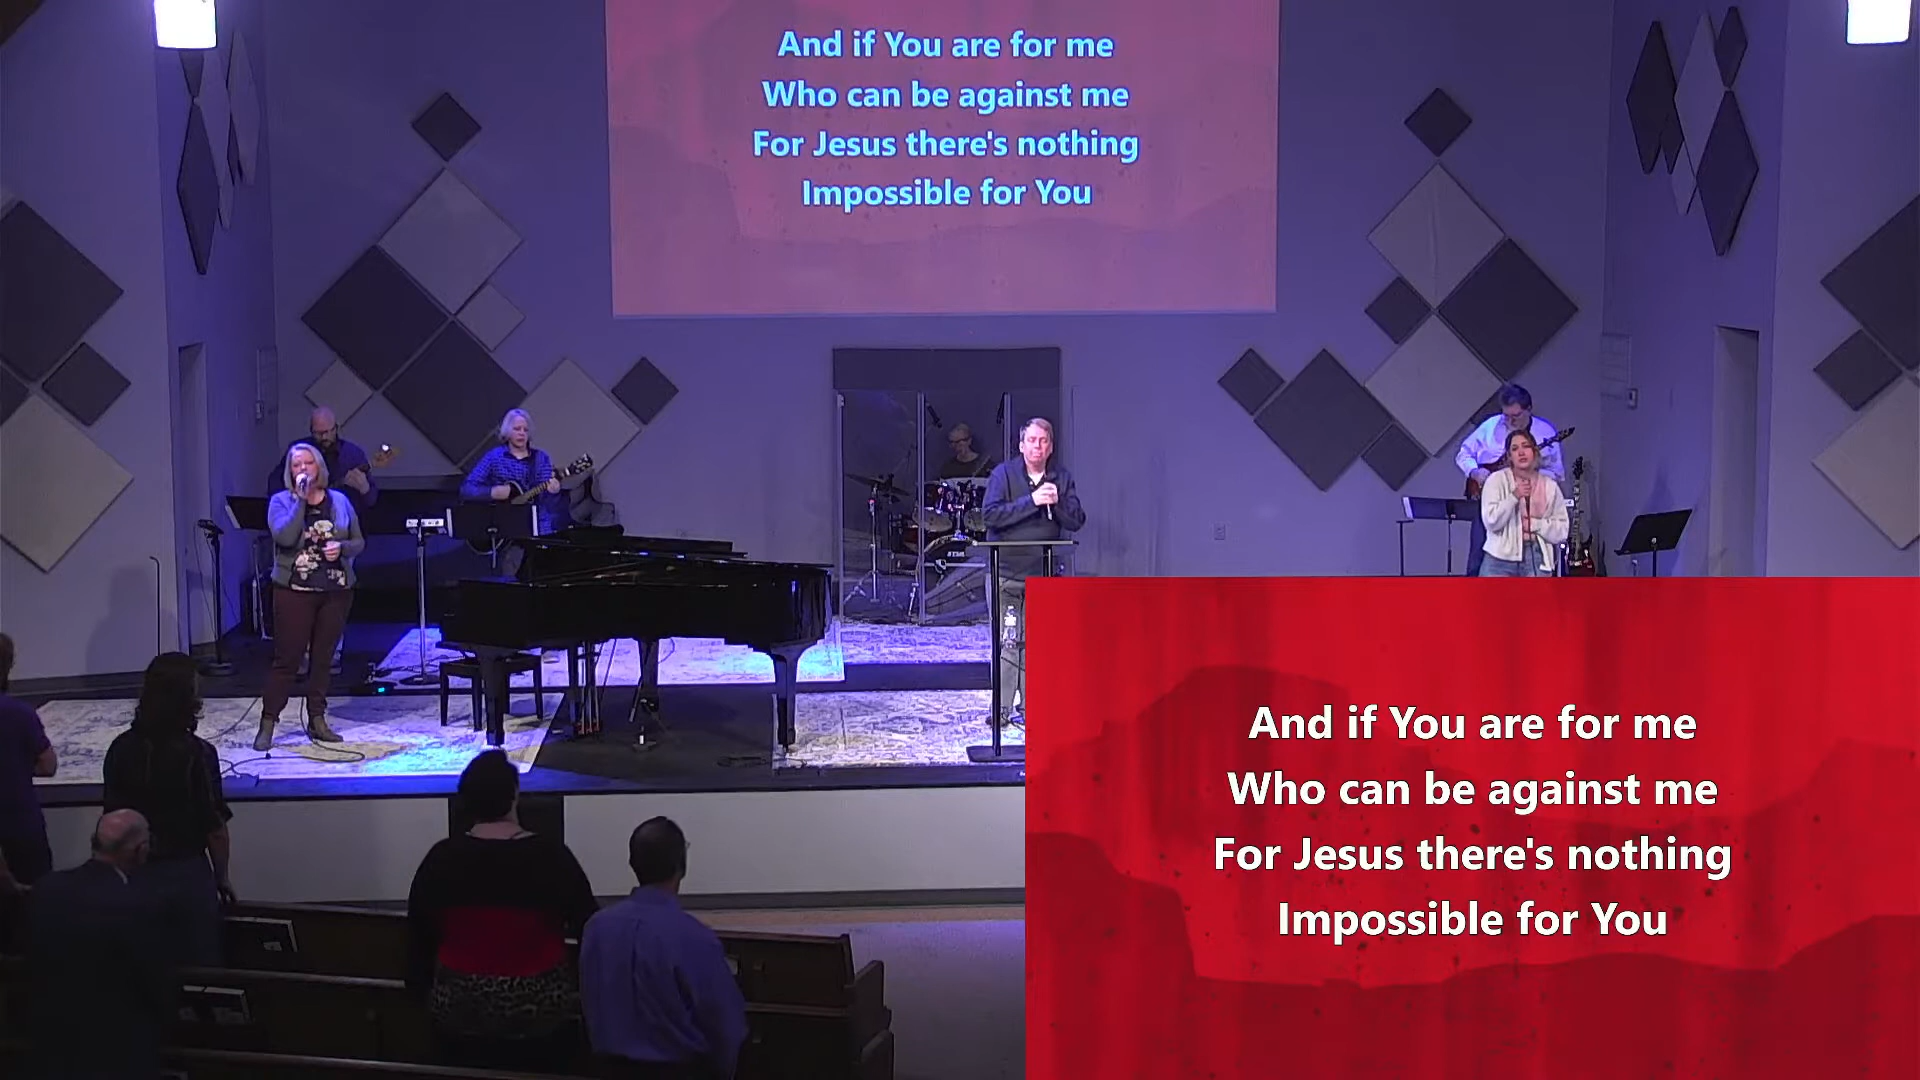 And if You are for me
Who can be against me
For Jesus there's nothing
Impossible for You
And if You are for me
Who can be against me
For Jesus there's nothing
Impossible for You